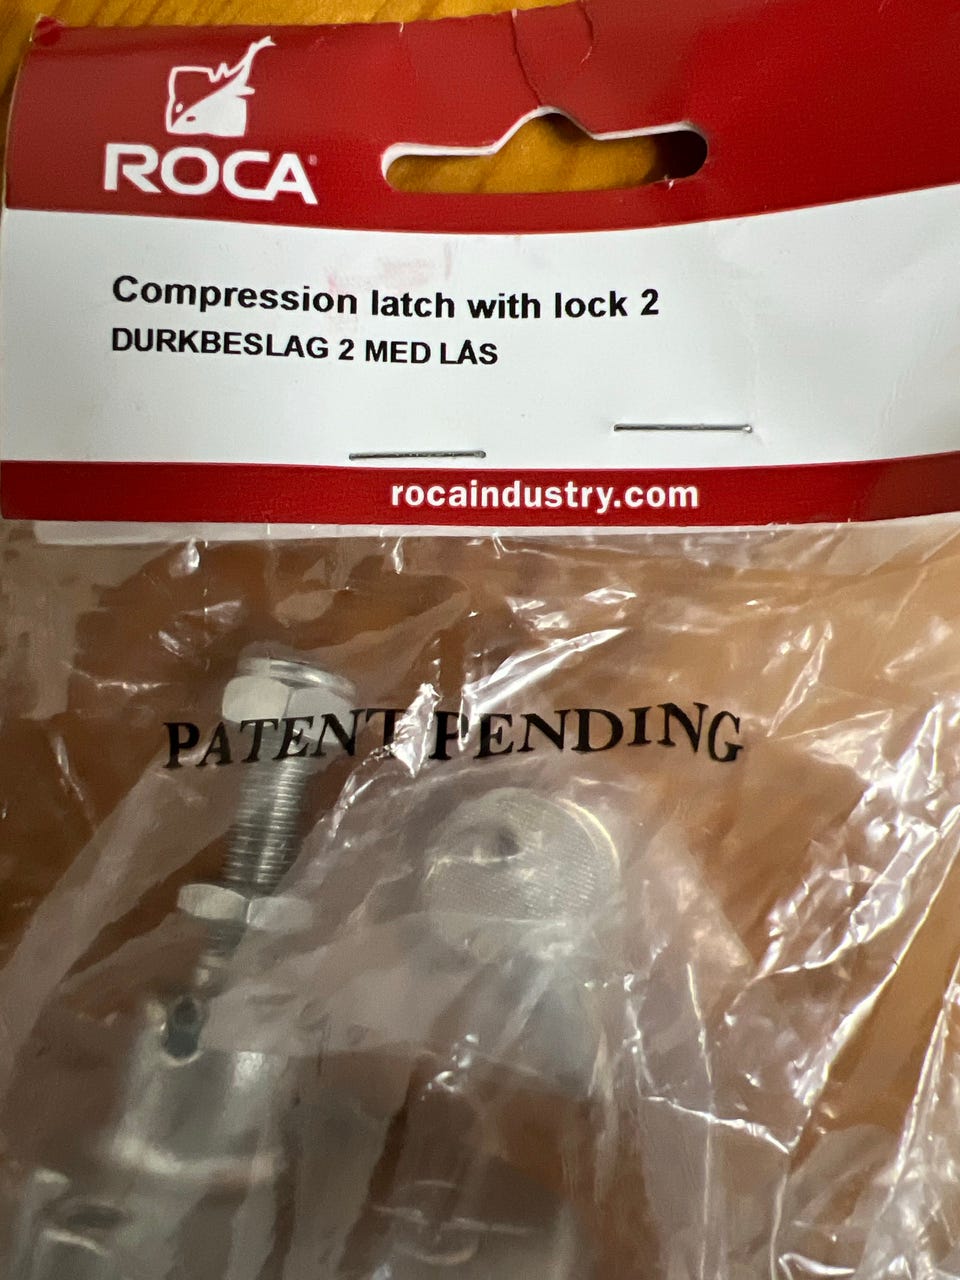 ROCA
Compression latch with lock 2
DURKBESLAG 2 MED LÅS
rocaindustry.com
PATENT PENDING